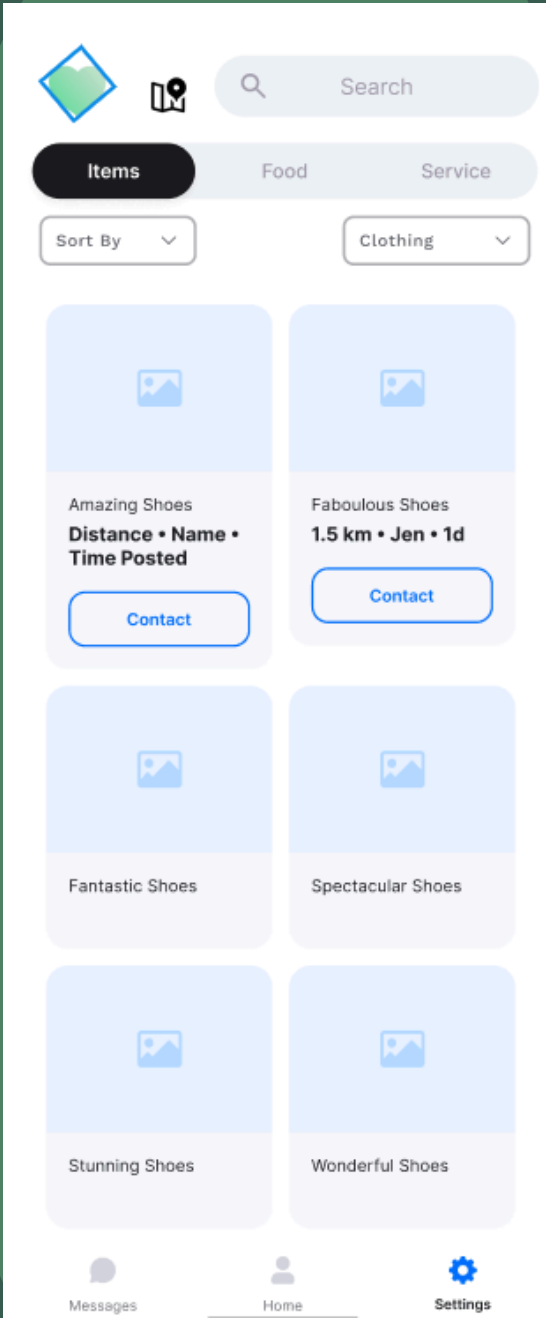 Search
Items Food Service
Sort By Clothing
Amazing Shoes
Distance • Name •
Time Posted
Contact
Faboulous Shoes
1.5 km • Jen • 1d
Contact
Fantastic Shoes
Spectacular Shoes
Stunning Shoes
Wonderful Shoes
Messages Home Settings